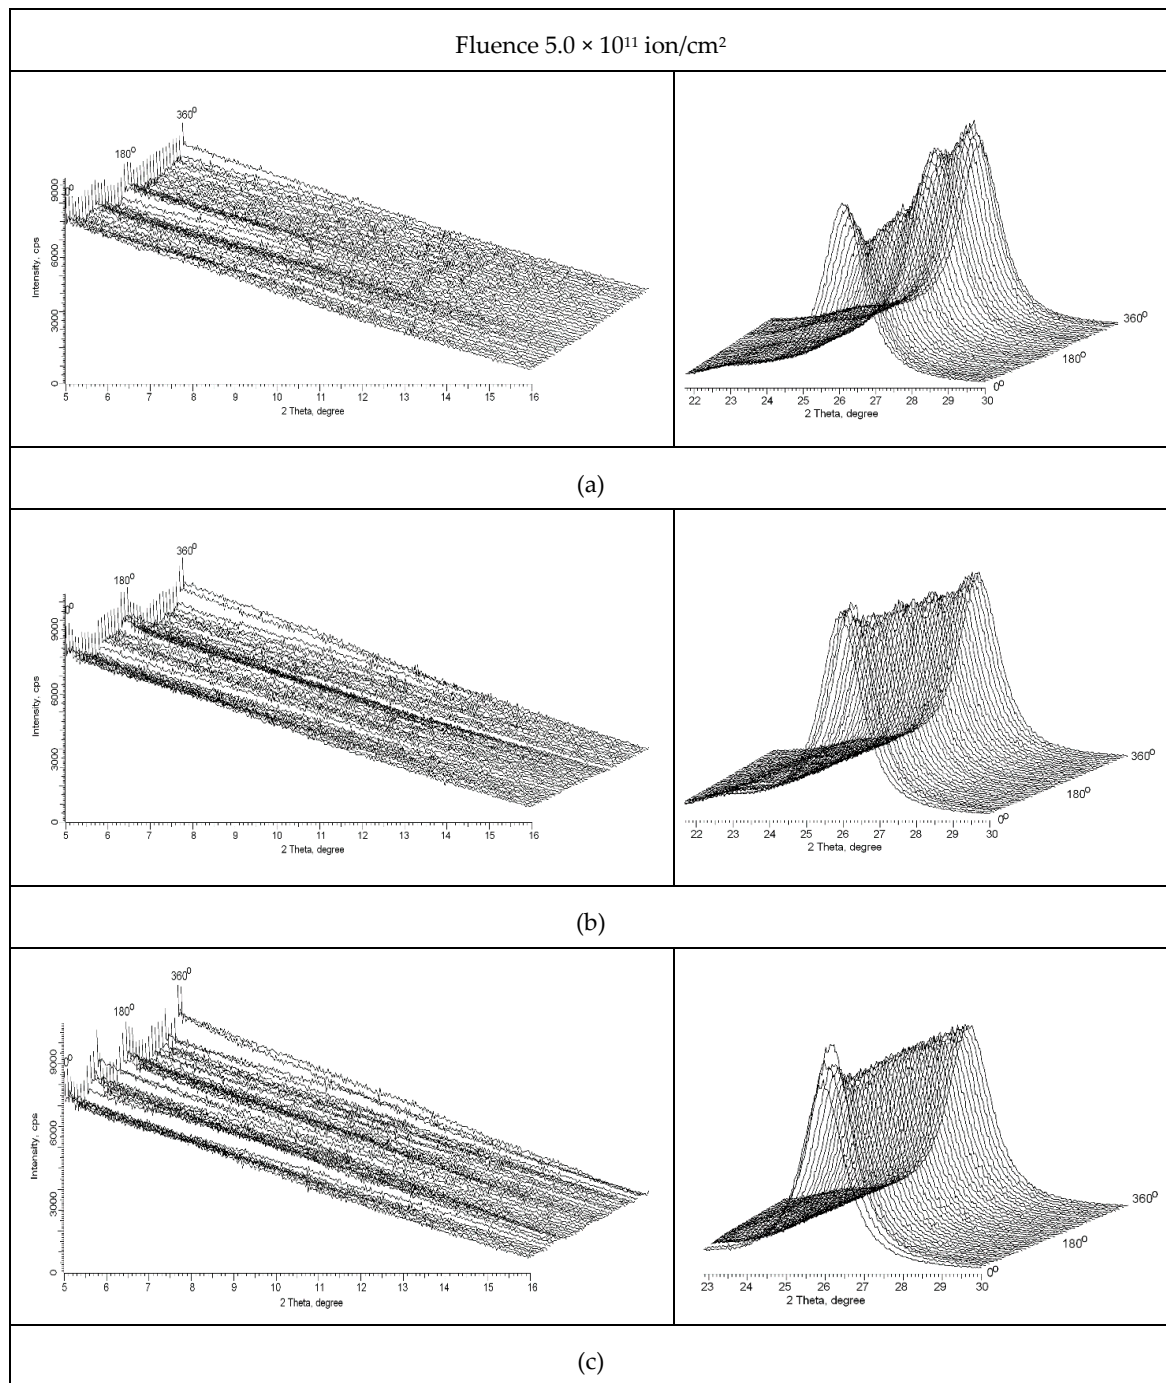 Fluence 5.0 × 10¹¹ ion/cm²
360⁰
180⁰
0⁰
Intensity, cps
9000
6000
3000
0
5 6 7 8 9 10 11 12 13 14 15 16
2 Theta, degree
360⁰
180⁰
0⁰
22 23 24 25 26 27 28 29 30
2 Theta, degree
(a)
360⁰
180⁰
0⁰
Intensity, cps
9000
6000
3000
0
5 6 7 8 9 10 11 12 13 14 15 16
2 Theta, degree
360⁰
180⁰
0⁰
22 23 24 25 26 27 28 29 30
2 Theta, degree
(b)
360⁰
180⁰
0⁰
Intensity, cps
9000
6000
3000
0
5 6 7 8 9 10 11 12 13 14 15 16
2 Theta, degree
360⁰
180⁰
0⁰
23 24 25 26 27 28 29 30
2 Theta, degree
(c)